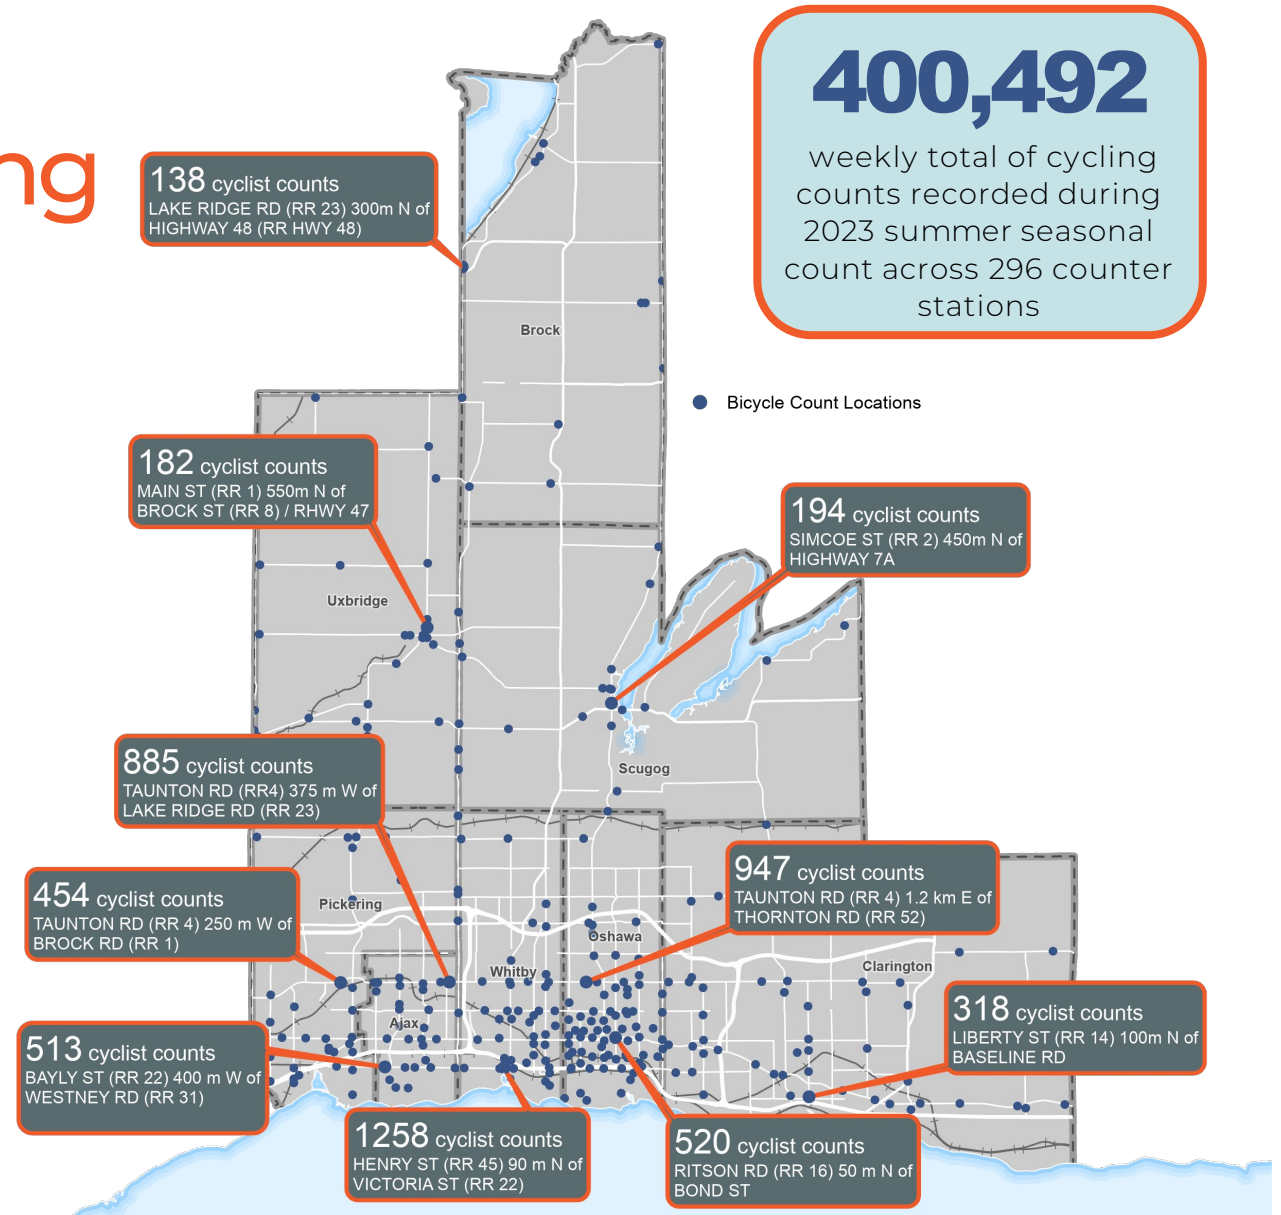 ng
400,492
weekly total of cycling
counts recorded during
2023 summer seasonal
count across 296 counter
stations
138 cyclist counts
LAKE RIDGE RD (RR 23) 300m N of
HIGHWAY 48 (RR HWY 48)
Brock
Bicycle Count Locations
182 cyclist counts
MAIN ST (RR 1) 550m N of
BROCK ST (RR 8) / RHWY 47
194 cyclist counts
SIMCOE ST (RR 2) 450m N of
HIGHWAY 7A
Uxbridge
885 cyclist counts
TAUNTON RD (RR4) 375 m W of
LAKE RIDGE RD (RR 23)
Scugog
454 cyclist counts
TAUNTON RD (RR 4) 250 m W of
BROCK RD (RR 1)
Pickering
947 cyclist counts
TAUNTON RD (RR 4) 1.2 km E of
THORNTON RD (RR 52)
Oshawa
Whitby
Clarington
Ajax
318 cyclist counts
LIBERTY ST (RR 14) 100m N of
BASELINE RD
513 cyclist counts
BAYLY ST (RR 22) 400 m W of
WESTNEY RD (RR 31)
1258 cyclist counts
HENRY ST (RR 45) 90 m N of
VICTORIA ST (RR 22)
520 cyclist counts
RITSON RD (RR 16) 50 m N of
BOND ST